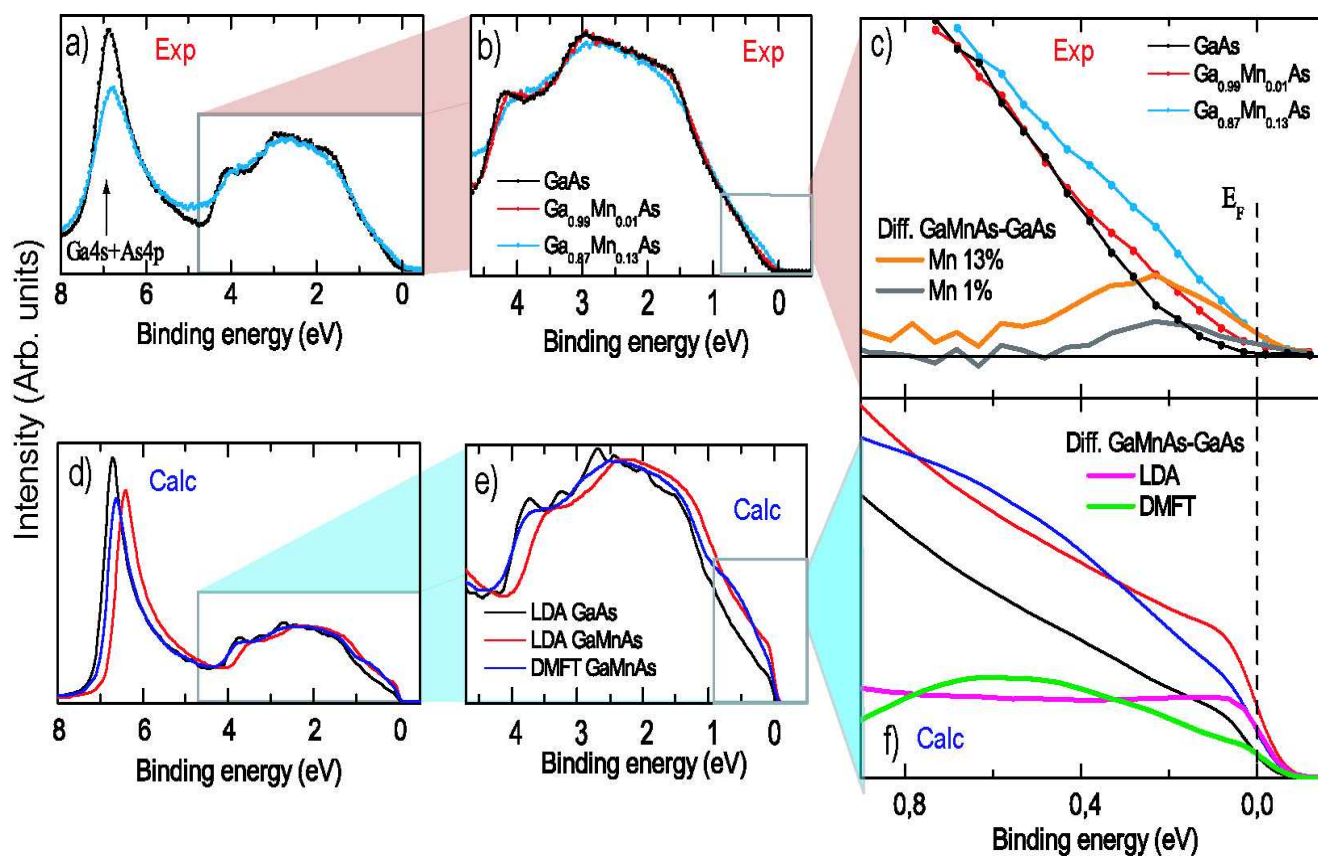 Intensity (Arb. units)
a)
Exp
Ga4s+As4p
8 6 4 2 0
Binding energy (eV)
b)
Exp
GaAs
Ga0.99Mn0.01As
Ga0.87Mn0.13As
4 3 2 1 0
Binding energy (eV)
c)
Exp
GaAs
Ga0.99Mn0.01As
Ga0.87Mn0.13As
EF
Diff. GaMnAs-GaAs
Mn 13%
Mn 1%
d)
Calc
8 6 4 2 0
Binding energy (eV)
e)
Calc
LDA GaAs
LDA GaMnAs
DMFT GaMnAs
4 3 2 1 0
Binding energy (eV)
Diff. GaMnAs-GaAs
LDA
DMFT
f)
Calc
0,8 0,4 0,0
Binding energy (eV)